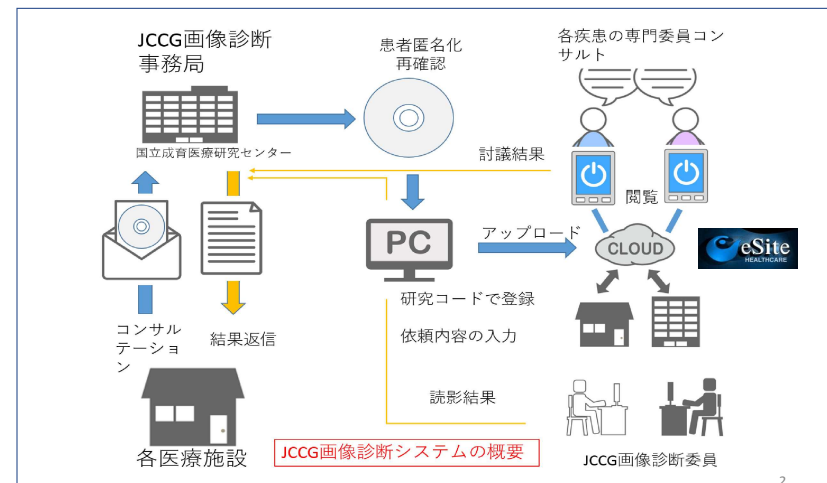 JCCG画像診断
事務局
患者匿名化
再確認
各疾患の専門委員コン
サルト
国立成育医療研究センター
討議結果
閲覧
PC
アップロード
CLOUD
eSite
HEALTHCARE
研究コードで登録
依頼内容の入力
コンサル
テーショ
ン
結果返信
読影結果
各医療施設
JCCG画像診断システムの概要
JCCG画像診断委員
2